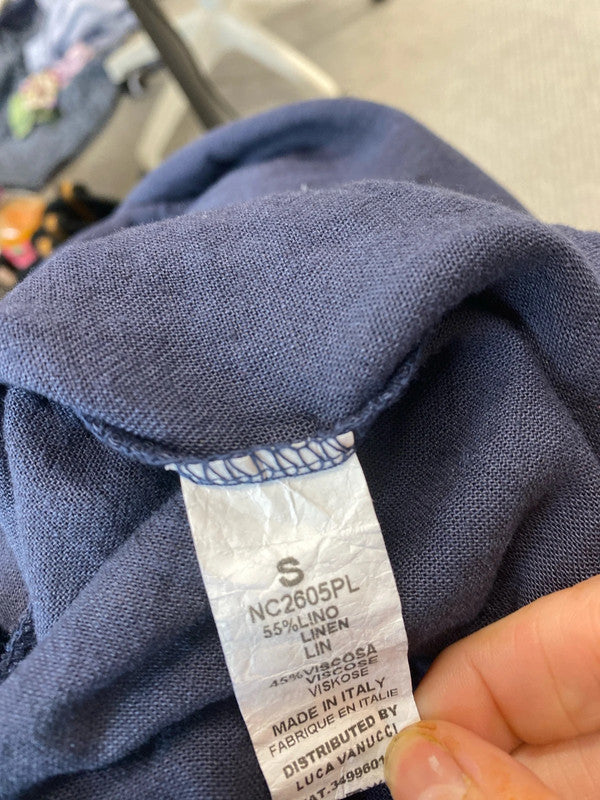 S
NC2605PL
55%LINO
LINEN
LIN
45%VISCOSA
VISCOSE
VISKOSE
MADE IN ITALY
FABRIQUE EN ITALIE
DISTRIBUTED BY
LUCA VANUCCI